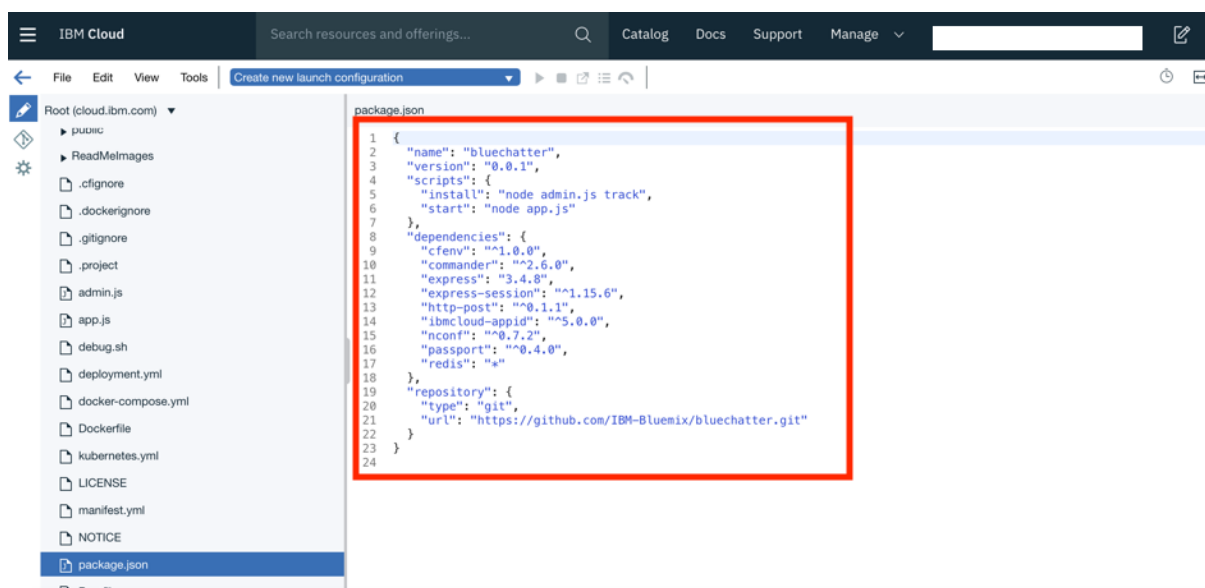 IBM Cloud
Search resources and offerings...
Catalog
Docs
Support
Manage
File
Edit
View
Tools
Create new launch configuration
Root (cloud.ibm.com)
public
ReadMeImages
.cfignore
.dockerignore
.gitignore
.project
admin.js
app.js
debug.sh
deployment.yml
docker-compose.yml
Dockerfile
kubernetes.yml
LICENSE
manifest.yml
NOTICE
package.json
package.json
1 {
2 "name": "bluechatter",
3 "version": "0.0.1",
4 "scripts": {
5 "install": "node admin.js track",
6 "start": "node app.js"
7 },
8 "dependencies": {
9 "cfenv": "^1.0.0",
10 "commander": "^2.6.0",
11 "express": "3.4.8",
12 "express-session": "^1.15.6",
13 "http-post": "^0.1.1",
14 "ibmcloud-appid": "^5.0.0",
15 "nconf": "^0.7.2",
16 "passport": "^0.4.0",
17 "redis": "*"
18 },
19 "repository": {
20 "type": "git",
21 "url": "https://github.com/IBM-Bluemix/bluechatter.git"
22 }
23 }
24